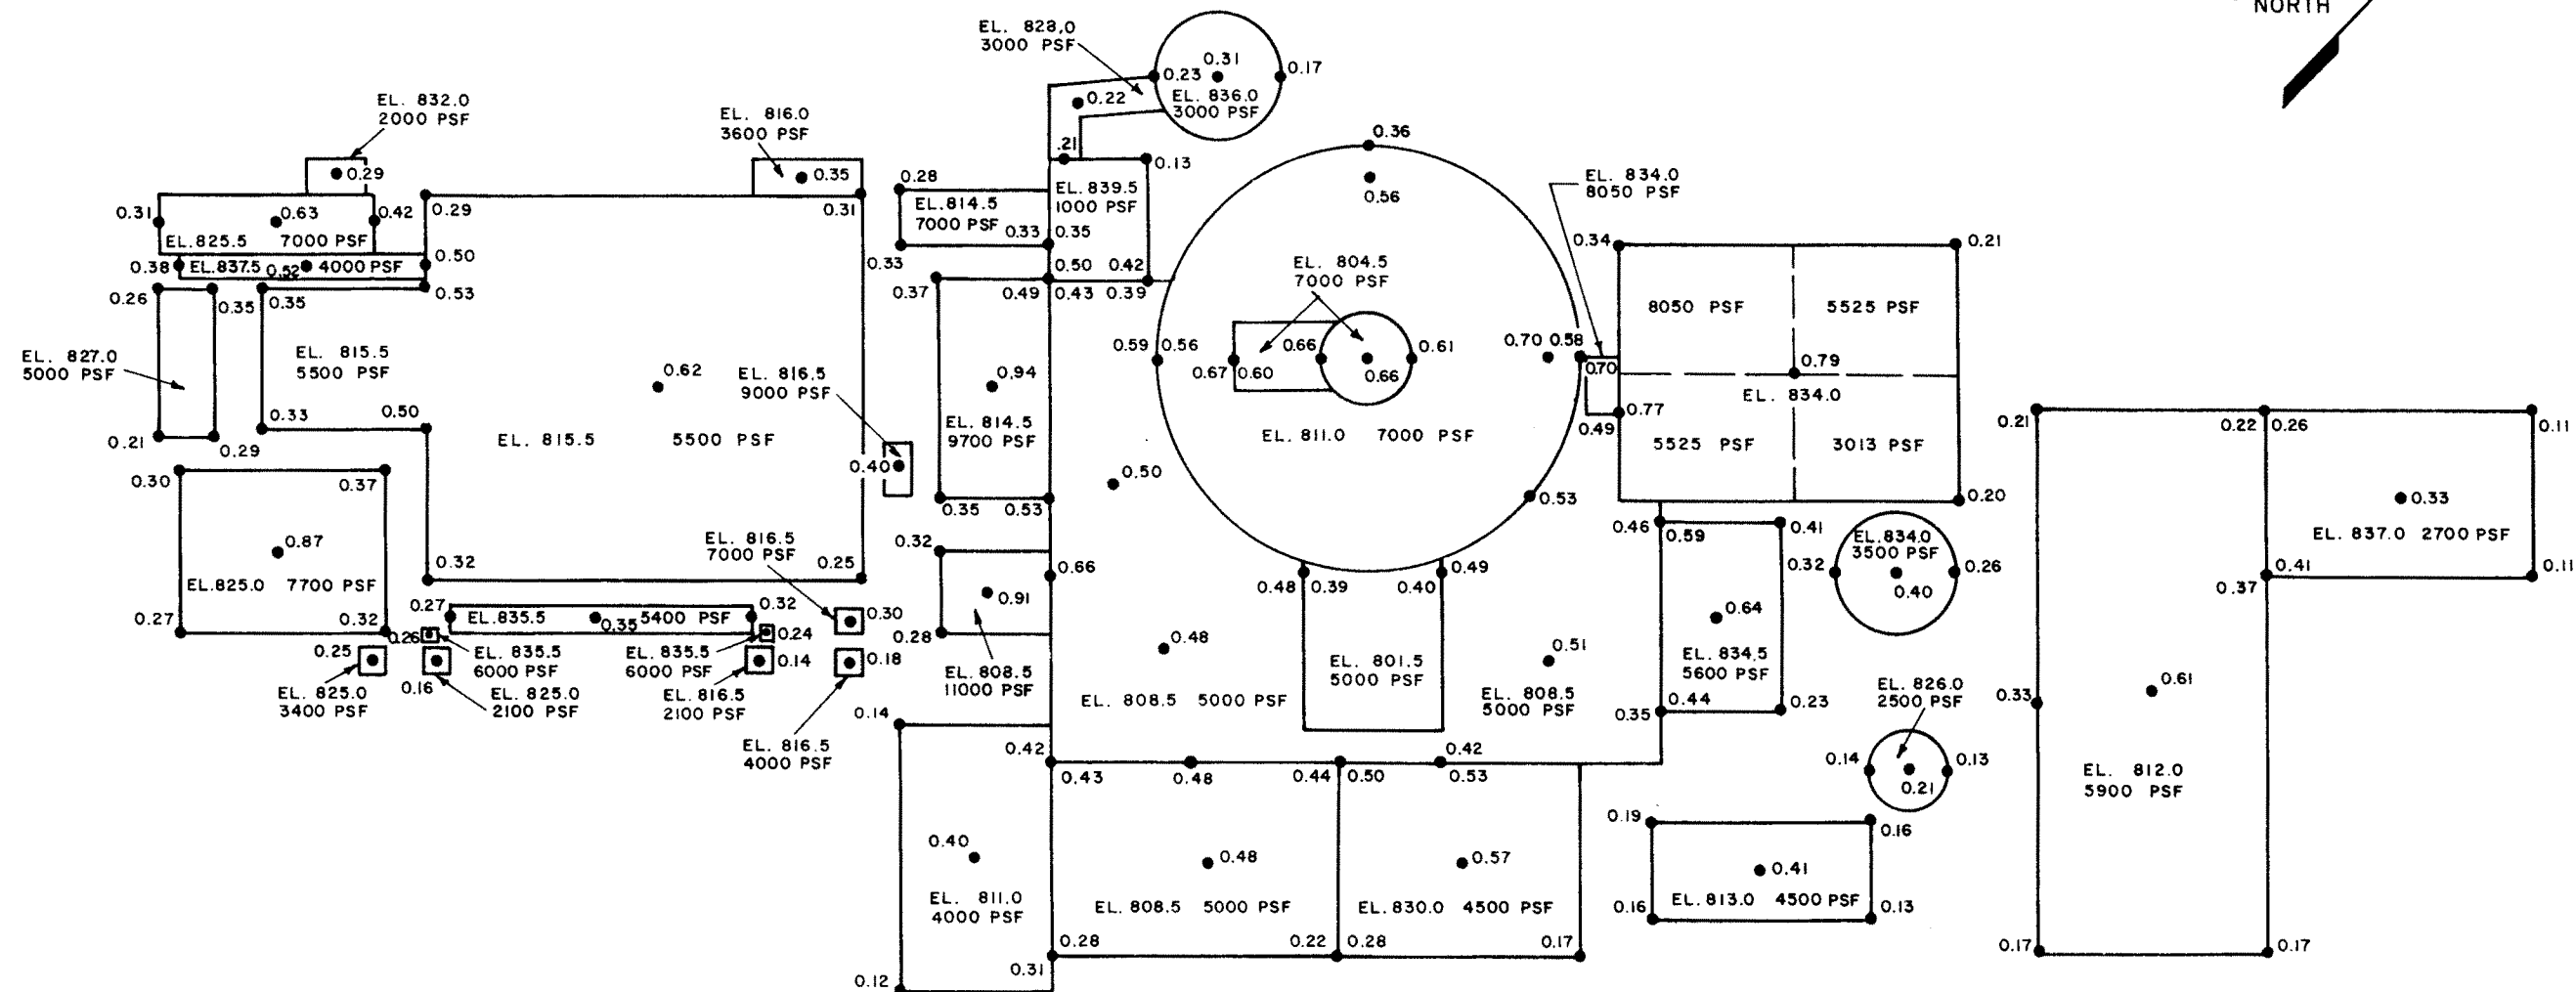 NORTH
EL. 828.0
3000 PSF
0.23
0.31
0.17
EL. 836.0
3000 PSF
0.22
.21
0.13
EL. 832.0
2000 PSF
EL. 816.0
3600 PSF
0.29
0.35
0.31
0.63
0.42
EL.825.5 7000 PSF
0.29
0.31
0.38
EL.837.5
0.52
4000 PSF
0.50
0.53
0.33
0.28
EL.814.5
7000 PSF
0.33
0.35
EL.839.5
1000 PSF
0.50
0.42
0.37
0.49
0.43
0.39
0.36
0.56
EL. 834.0
8050 PSF
0.34
0.21
8050 PSF
5525 PSF
0.79
EL. 834.0
5525 PSF
3013 PSF
0.20
0.26
0.35
0.35
EL. 827.0
5000 PSF
EL. 815.5
5500 PSF
0.21
0.29
0.33
0.50
0.62
EL. 816.5
9000 PSF
0.40
EL. 815.5 5500 PSF
0.94
EL. 814.5
9700 PSF
0.35
0.53
EL. 804.5
7000 PSF
0.59
0.56
0.67
0.60
0.66
0.66
0.61
0.70
0.58
0.70
0.77
0.49
EL. 811.0 7000 PSF
0.50
0.53
0.30
0.37
0.87
EL.825.0 7700 PSF
0.27
0.32
0.32
0.25
EL. 816.5
7000 PSF
0.27
EL.835.5
0.35
5400 PSF
0.32
0.30
0.26
0.24
EL. 835.5
6000 PSF
EL. 835.5
6000 PSF
0.25
0.16
0.14
0.18
EL. 825.0
3400 PSF
EL. 825.0
2100 PSF
EL. 816.5
2100 PSF
EL. 816.5
4000 PSF
0.32
0.66
0.91
0.28
EL. 808.5
11000 PSF
0.48
0.48
0.39
0.40
0.49
EL. 801.5
5000 PSF
0.51
EL. 808.5 5000 PSF
EL. 808.5
5000 PSF
0.46
0.59
0.41
0.64
EL. 834.5
5600 PSF
0.35
0.44
0.23
EL.834.0
3500 PSF
0.32
0.40
0.26
EL. 826.0
2500 PSF
0.14
0.21
0.13
0.14
0.42
0.43
0.48
0.44
0.50
0.42
0.53
0.40
EL. 811.0
4000 PSF
0.12
0.31
0.48
EL. 808.5 5000 PSF
0.28
0.22
0.57
EL. 830.0 4500 PSF
0.28
0.17
0.19
0.16
0.41
EL.813.0 4500 PSF
0.16
0.13
0.21
0.22
0.26
0.11
0.33
EL. 837.0 2700 PSF
0.41
0.37
0.11
0.33
0.61
EL. 812.0
5900 PSF
0.17
0.17